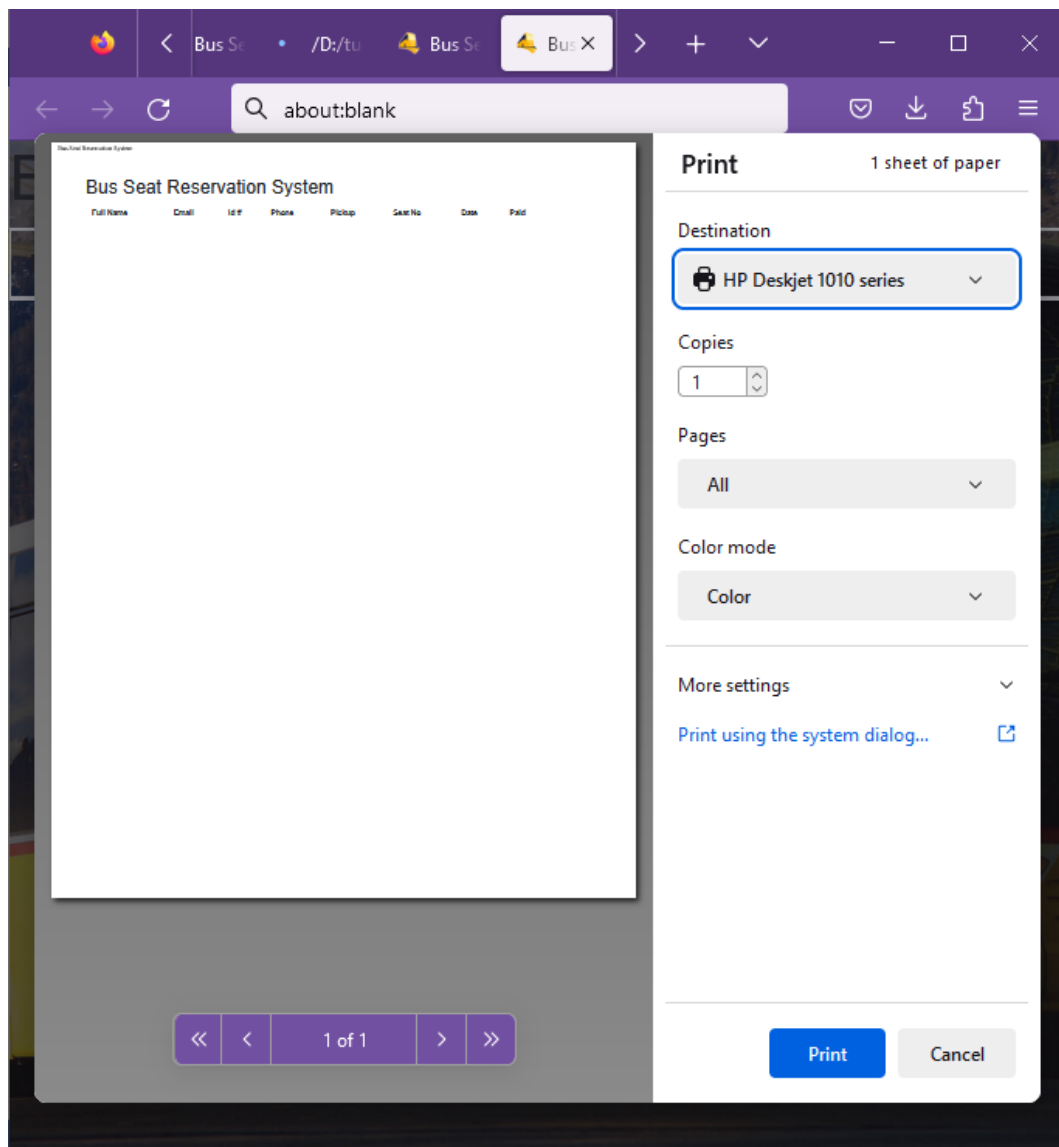 Bus Se
/D:/tu
Bus Se
Bus
about:blank
Bus Seat Reservation System
Bus Seat Reservation System
Full Name Email Id # Phone Pickup Seat No Date Paid
1 of 1
Print 1 sheet of paper
Destination
HP Deskjet 1010 series
Copies
1
Pages
All
Color mode
Color
More settings
Print using the system dialog...
Print Cancel